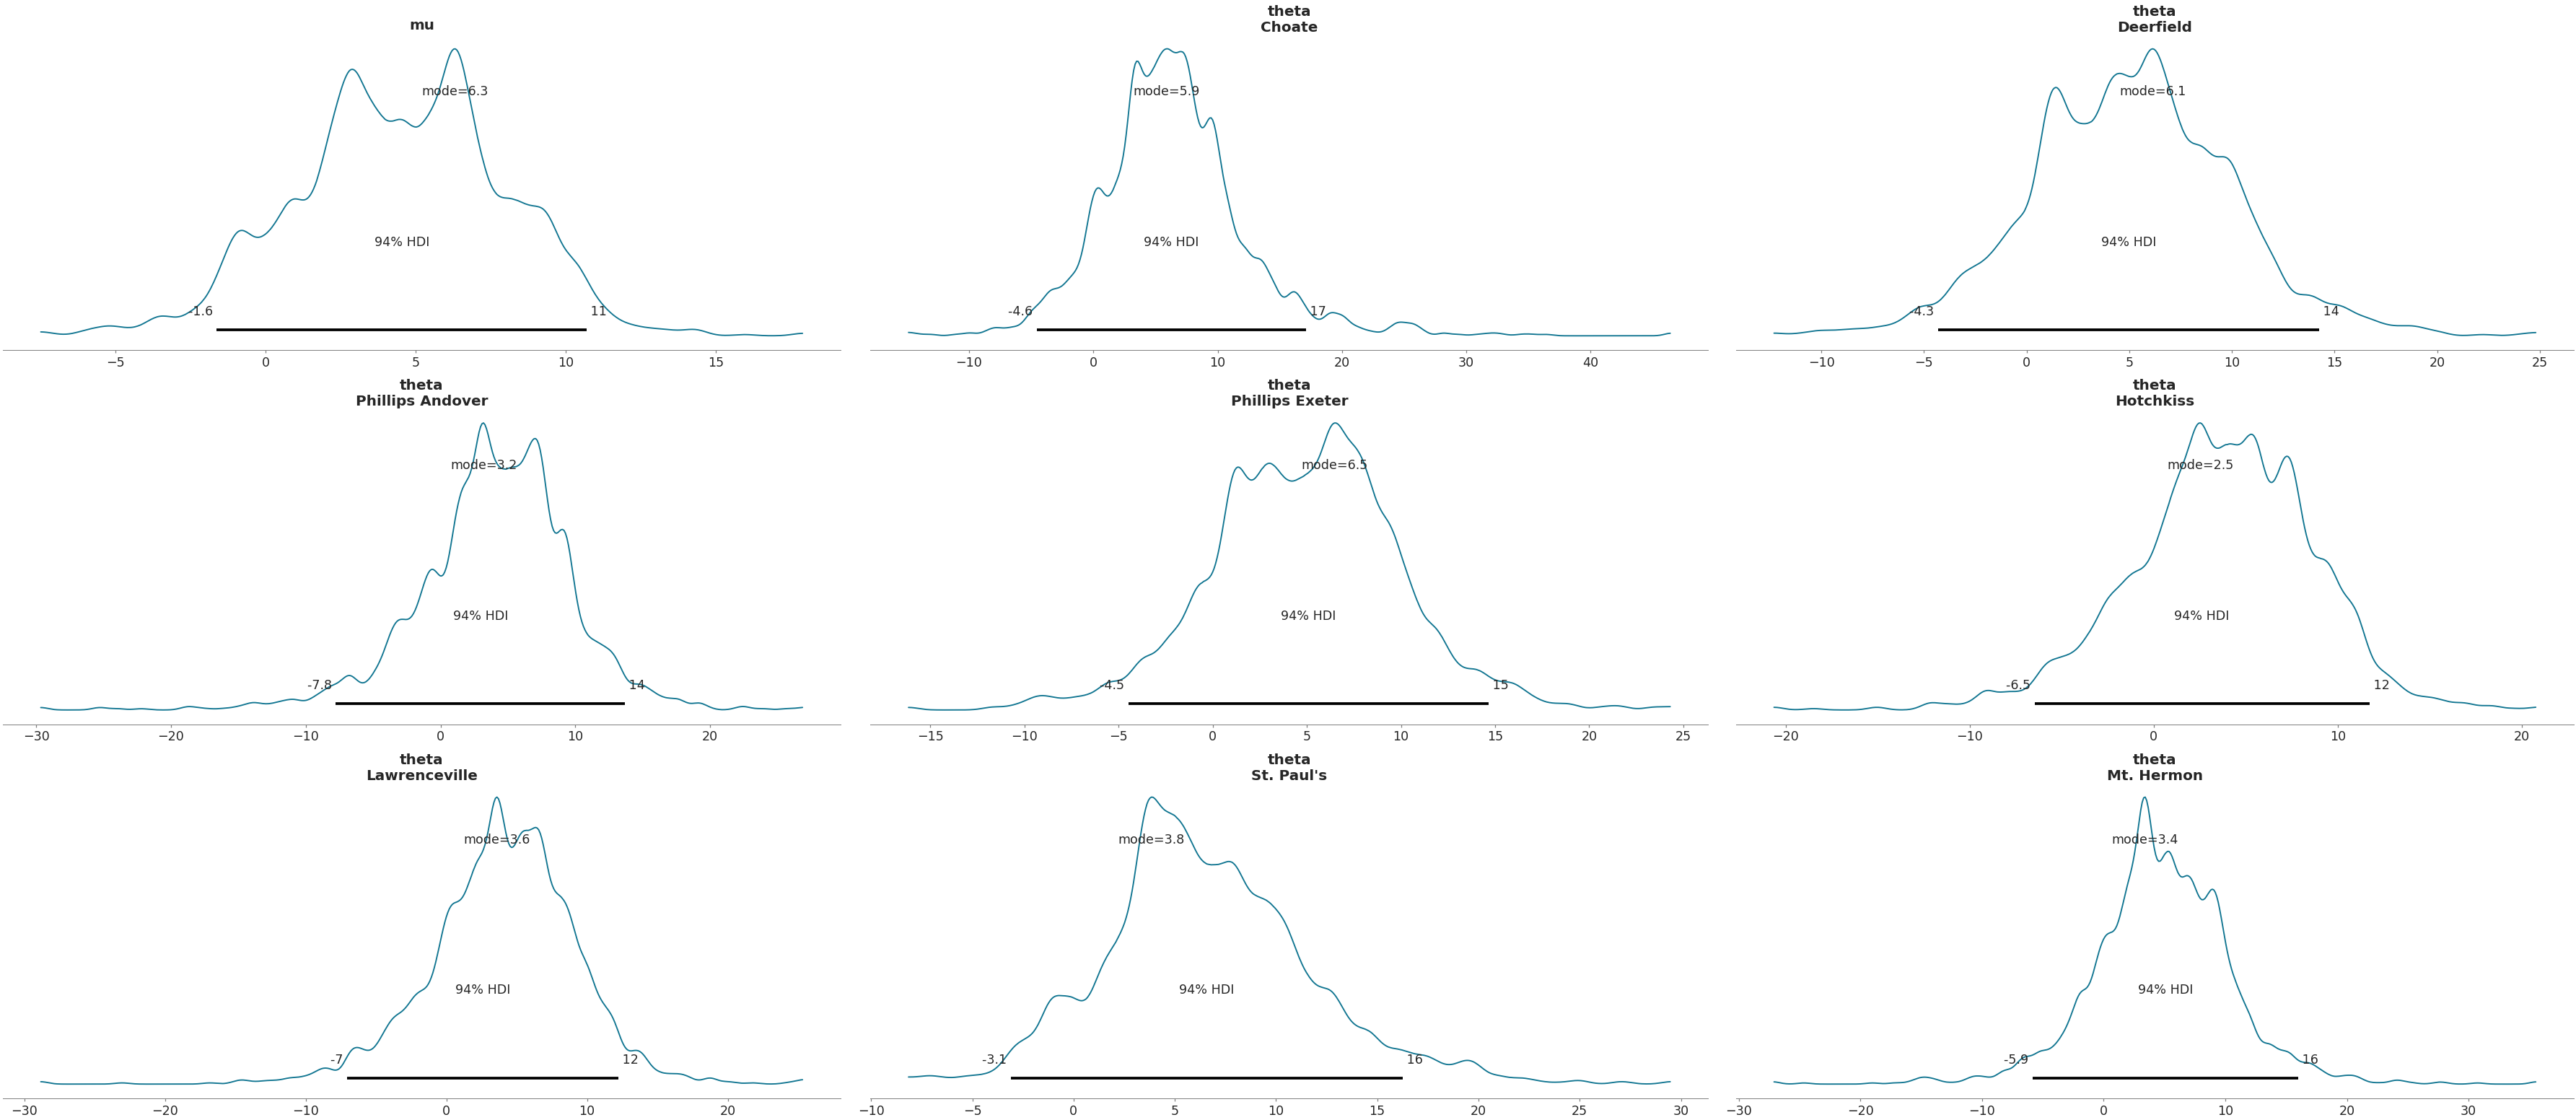 mu
mode=6.3
94% HDI
-1.6 11
−5 0 5 10 15
theta
Choate
mode=5.9
94% HDI
-4.6 17
−10 0 10 20 30 40
theta
Deerfield
mode=6.1
94% HDI
-4.3 14
−10 −5 0 5 10 15 20 25
theta
Phillips Andover
mode=3.2
94% HDI
-7.8 14
−30 −20 −10 0 10 20
theta
Phillips Exeter
mode=6.5
94% HDI
-4.5 15
−15 −10 −5 0 5 10 15 20 25
theta
Hotchkiss
mode=2.5
94% HDI
-6.5 12
−20 −10 0 10 20
theta
Lawrenceville
mode=3.6
94% HDI
-7 12
−30 −20 −10 0 10 20
theta
St. Paul's
mode=3.8
94% HDI
-3.1 16
−10 −5 0 5 10 15 20 25 30
theta
Mt. Hermon
mode=3.4
94% HDI
-5.9 16
−30 −20 −10 0 10 20 30